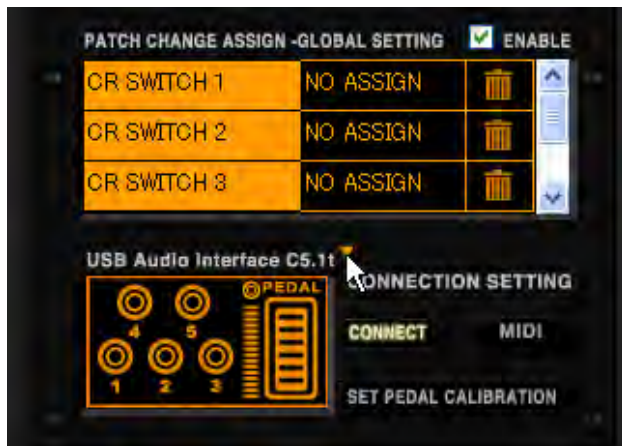 PATCH CHANGE ASSIGN -GLOBAL SETTING ENABLE
CR SWITCH 1 NO ASSIGN
CR SWITCH 2 NO ASSIGN
CR SWITCH 3 NO ASSIGN
USB Audio Interface C5.1t
CONNECTION SETTING
PEDAL
4 5
CONNECT MIDI
1 2 3
SET PEDAL CALIBRATION